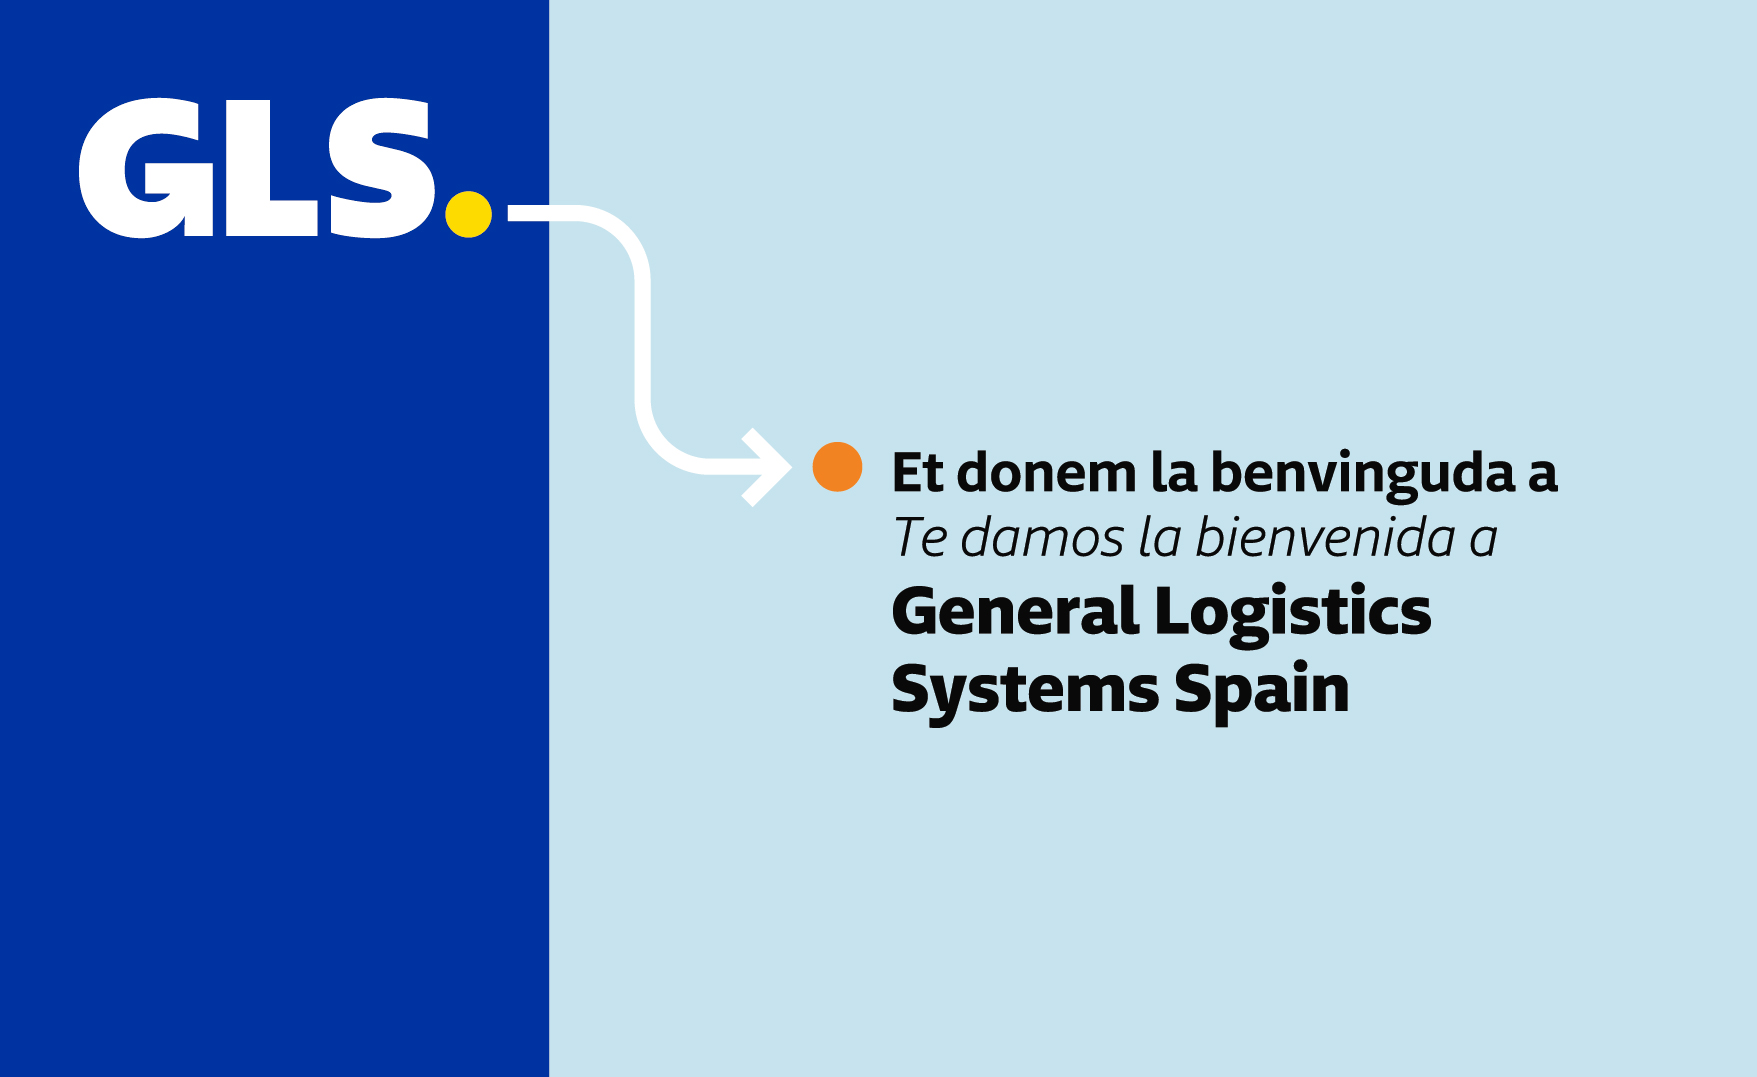 GLS.
Et donem la benvinguda a
Te damos la bienvenida a
General Logistics
Systems Spain